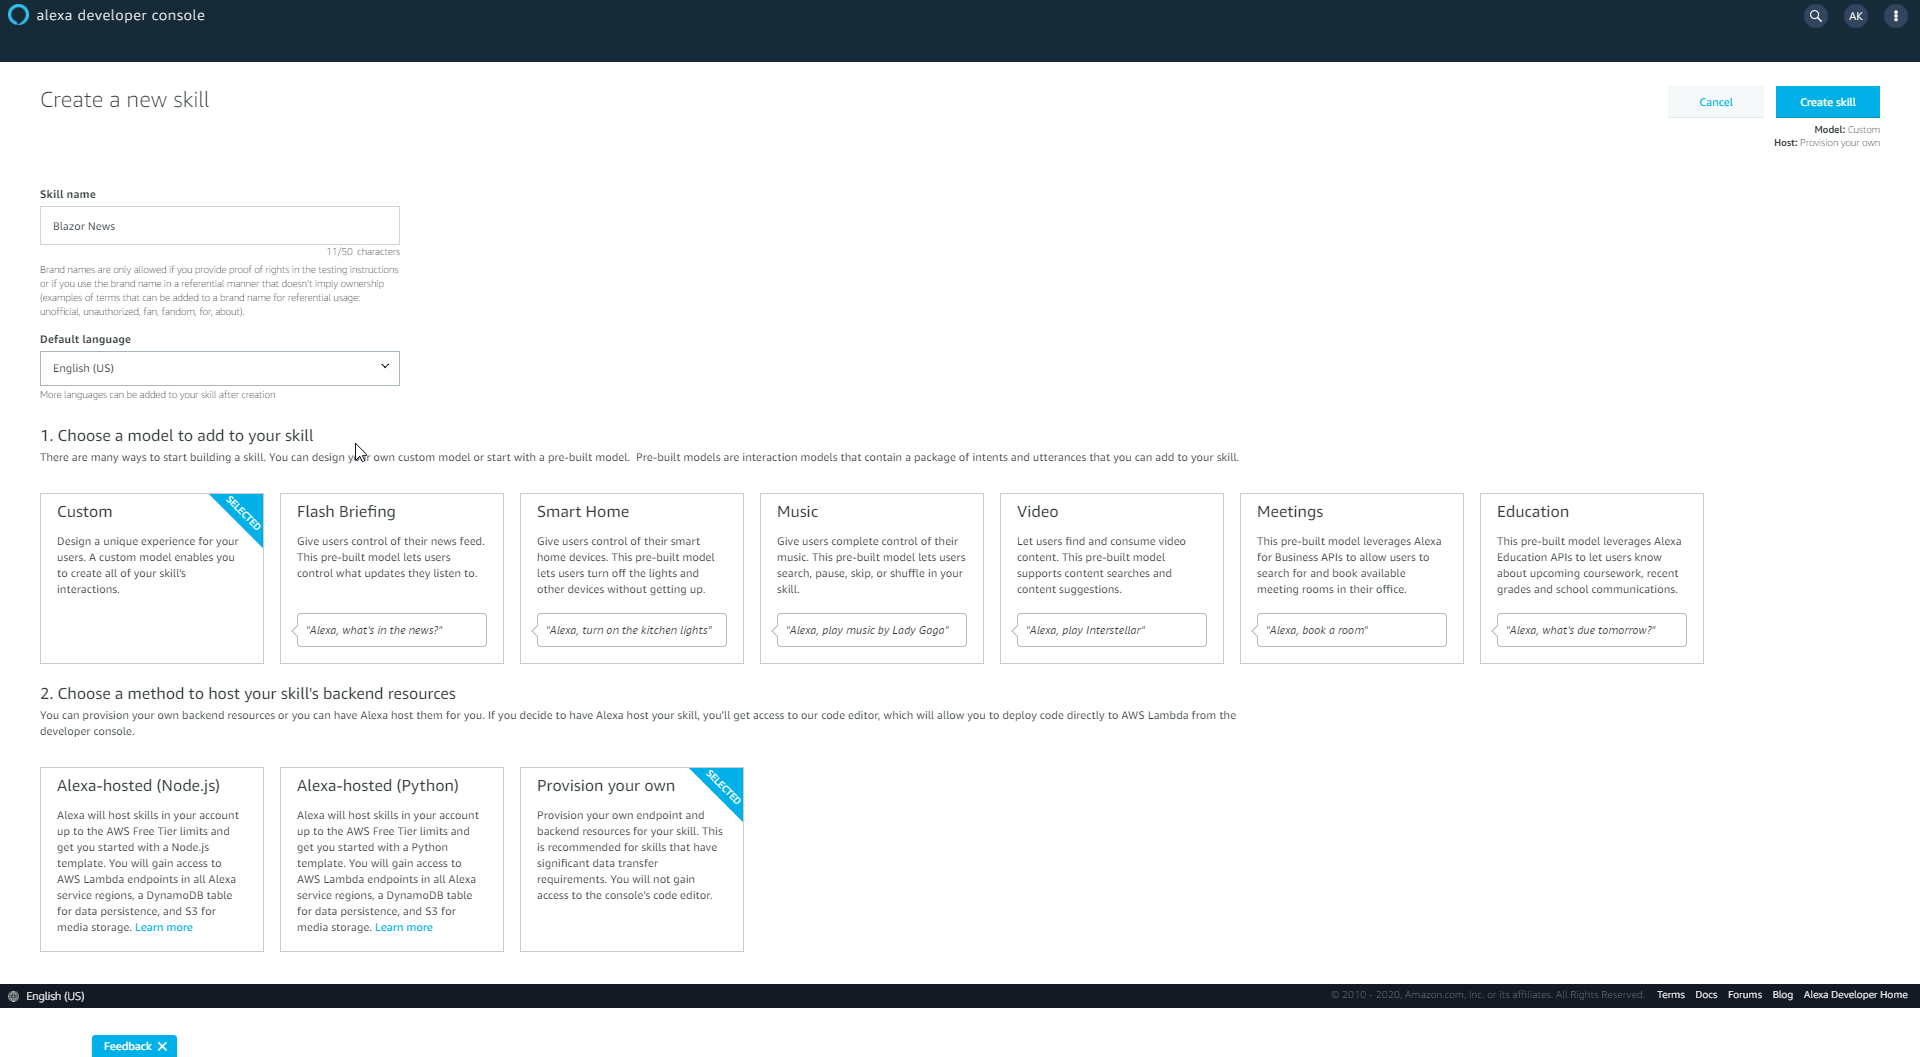 alexa developer console
AK
Create a new skill
Cancel
Create skill
Model: Custom
Host: Provision your own
Skill name
Blazor News
11/50 characters
Brand names are only allowed if you provide proof of rights in the testing instructions
or if you use the brand name in a referential manner that doesn't imply ownership
(examples of terms that can be added to a brand name for referential usage:
unofficial, unauthorized, fan, fandom, for, about).
Default language
English (US)
More languages can be added to your skill after creation
1. Choose a model to add to your skill
There are many ways to start building a skill. You can design your own custom model or start with a pre-built model. Pre-built models are interaction models that contain a package of intents and utterances that you can add to your skill.
Custom
SELECTED
Design a unique experience for your
users. A custom model enables you
to create all of your skill's
interactions.
Flash Briefing
Give users control of their news feed.
This pre-built model lets users
control what updates they listen to.
"Alexa, what's in the news?"
Smart Home
Give users control of their smart
home devices. This pre-built model
lets users turn off the lights and
other devices without getting up.
"Alexa, turn on the kitchen lights"
Music
Give users complete control of their
music. This pre-built model lets users
search, pause, skip, or shuffle in your
skill.
"Alexa, play music by Lady Gaga"
Video
Let users find and consume video
content. This pre-built model
supports content searches and
content suggestions.
"Alexa, play Interstellar"
Meetings
This pre-built model leverages Alexa
for Business APIs to allow users to
search for and book available
meeting rooms in their office.
"Alexa, book a room"
Education
This pre-built model leverages Alexa
Education APIs to let users know
about upcoming coursework, recent
grades and school communications.
"Alexa, what's due tomorrow?"
2. Choose a method to host your skill's backend resources
You can provision your own backend resources or you can have Alexa host them for you. If you decide to have Alexa host your skill, you'll get access to our code editor, which will allow you to deploy code directly to AWS Lambda from the
developer console.
Alexa-hosted (Node.js)
Alexa will host skills in your account
up to the AWS Free Tier limits and
get you started with a Node.js
template. You will gain access to
AWS Lambda endpoints in all Alexa
service regions, a DynamoDB table
for data persistence, and S3 for
media storage. Learn more
Alexa-hosted (Python)
Alexa will host skills in your account
up to the AWS Free Tier limits and
get you started with a Python
template. You will gain access to
AWS Lambda endpoints in all Alexa
service regions, a DynamoDB table
for data persistence, and S3 for
media storage. Learn more
Provision your own
SELECTED
Provision your own endpoint and
backend resources for your skill. This
is recommended for skills that have
significant data transfer
requirements. You will not gain
access to the console's code editor.
English (US)
© 2010 - 2020, Amazon.com, Inc. or its affiliates. All Rights Reserved. Terms Docs Forums Blog Alexa Developer Home
Feedback